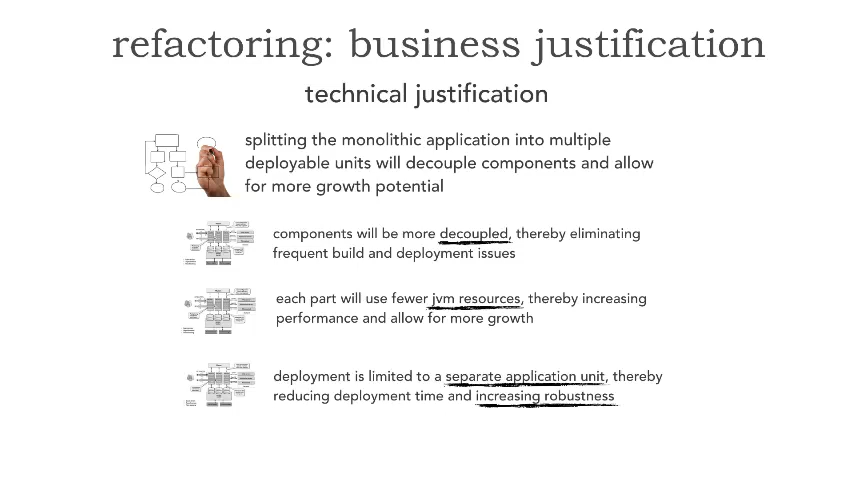 refactoring: business justification
technical justification
splitting the monolithic application into multiple
deployable units will decouple components and allow
for more growth potential
components will be more decoupled, thereby eliminating
frequent build and deployment issues
each part will use fewer jvm resources, thereby increasing
performance and allow for more growth
deployment is limited to a separate application unit, thereby
reducing deployment time and increasing robustness